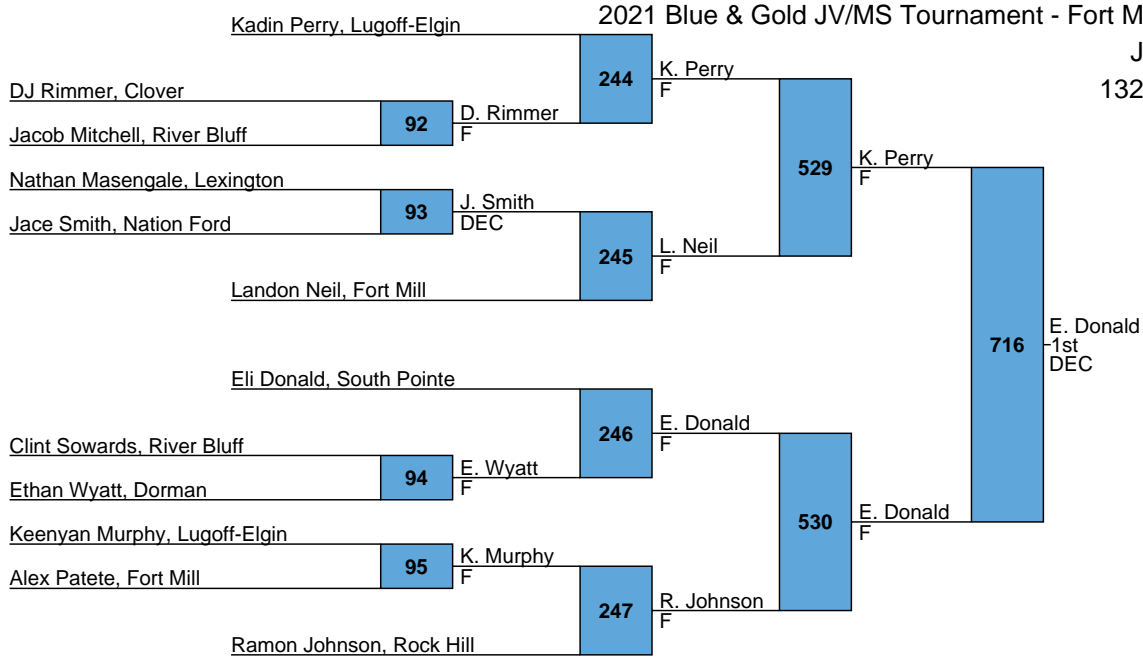 2021 Blue & Gold JV/MS Tournament - Fort M
J
132
Kadin Perry, Lugoff-Elgin
244
K. Perry
F
DJ Rimmer, Clover
92
D. Rimmer
F
Jacob Mitchell, River Bluff
529
K. Perry
F
Nathan Masengale, Lexington
93
J. Smith
DEC
Jace Smith, Nation Ford
245
L. Neil
F
Landon Neil, Fort Mill
716
E. Donald
1st
DEC
Eli Donald, South Pointe
246
E. Donald
F
Clint Sowards, River Bluff
94
E. Wyatt
F
Ethan Wyatt, Dorman
530
E. Donald
F
Keenyan Murphy, Lugoff-Elgin
95
K. Murphy
F
Alex Patete, Fort Mill
247
R. Johnson
F
Ramon Johnson, Rock Hill